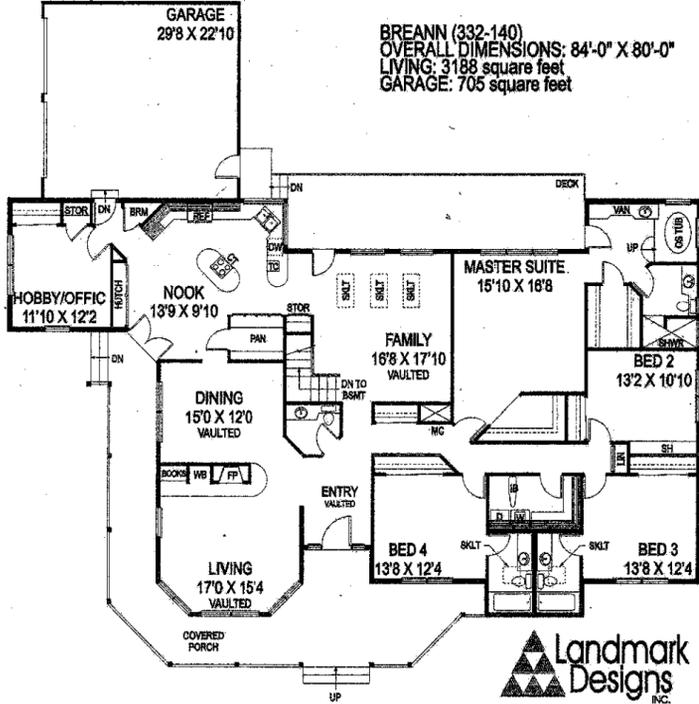 GARAGE
29'8 X 22'10
BREANN (332-140)
OVERALL DIMENSIONS: 84'-0" X 80'-0"
LIVING: 3188 square feet
GARAGE: 705 square feet
DN
DECK
STOR
DN
BRM
REF
VAN
OS TUB
UP
DW
TC
HOBBY/OFFIC
11'10 X 12'2
HUTCH
NOOK
13'9 X 9'10
SKLT
SKLT
SKLT
MASTER SUITE
15'10 X 16'8
SHWR
STOR
PAN
FAMILY
16'8 X 17'10
VAULTED
BED 2
13'2 X 10'10
DN
DN TO
BSMT
DINING
15'0 X 12'0
VAULTED
MC
LIN
SH
BOOKS
WB
FP
ENTRY
VAULTED
IB
D
W
LIVING
17'0 X 15'4
VAULTED
BED 4
13'8 X 12'4
SKLT
SKLT
BED 3
13'8 X 12'4
COVERED
PORCH
UP
Landmark
Designs
INC.